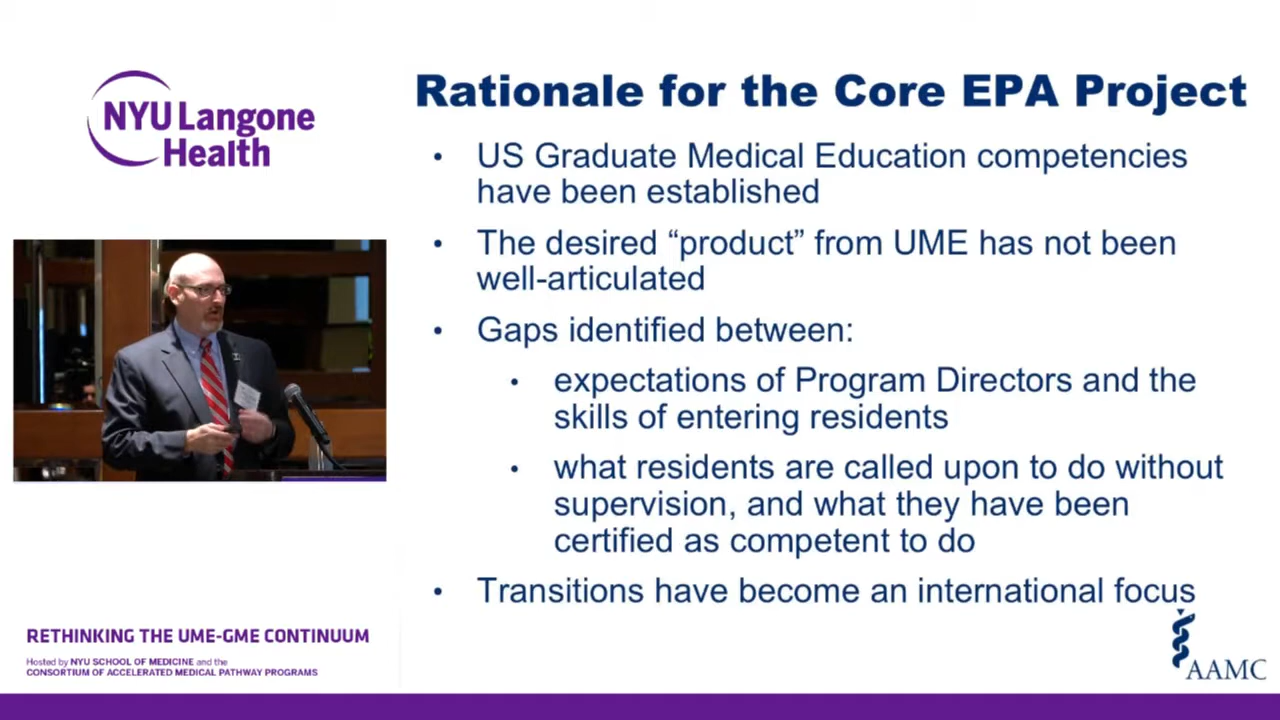 NYU Langone
Health
Rationale for the Core EPA Project
• US Graduate Medical Education competencies
have been established
• The desired “product” from UME has not been
well-articulated
• Gaps identified between:
• expectations of Program Directors and the
skills of entering residents
• what residents are called upon to do without
supervision, and what they have been
certified as competent to do
• Transitions have become an international focus
RETHINKING THE UME-GME CONTINUUM
Hosted by NYU SCHOOL OF MEDICINE and the
CONSORTIUM OF ACCELERATED MEDICAL PATHWAY PROGRAMS
AAMC